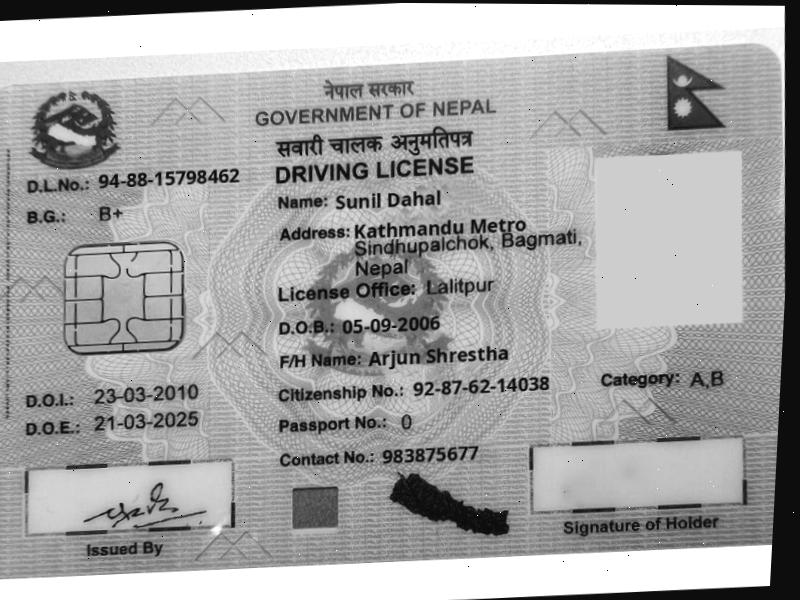 नेपाल सरकार
GOVERNMENT OF NEPAL
सवारी चालक अनुमतिपत्र
DRIVING LICENSE
D.L.No.: 94-88-15798462
B.G.: B+
Name: Sunil Dahal
Address: Kathmandu Metro
Sindhupalchok, Bagmati,
Nepal
License Office: Lalitpur
D.O.B.: 05-09-2006
F/H Name: Arjun Shrestha
Citizenship No.: 92-87-62-14038
Category: A,B
D.O.I.: 23-03-2010
D.O.E.: 21-03-2025
Passport No.: 0
Contact No.: 983875677
Issued By
Signature of Holder